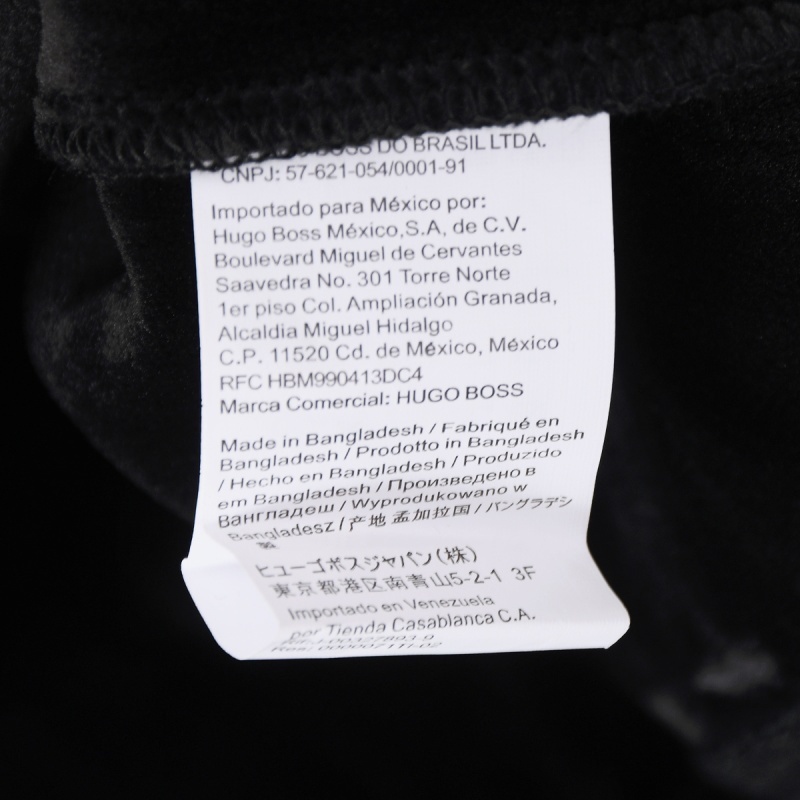 BOSS DO BRASIL LTDA.
CNPJ: 57-621-054/0001-91
Importado para México por:
Hugo Boss México,S.A, de C.V.
Boulevard Miguel de Cervantes
Saavedra No. 301 Torre Norte
1er piso Col. Ampliación Granada,
Alcaldia Miguel Hidalgo
C.P. 11520 Cd. de México, México
RFC HBM990413DC4
Marca Comercial: HUGO BOSS
Made in Bangladesh / Fabriqué en
Bangladesh / Prodotto in Bangladesh
/ Hecho en Bangladesh / Produzido
em Bangladesh / Произведено в
Вангладеш / Wyprodukowano w
Bangladesz / 产地 孟加拉国 / バングラデシ
製
ヒューゴボスジャパン(株)
東京都港区南青山5-2-1 3F
Importado en Venezuela
por Tienda Casablanca C.A.